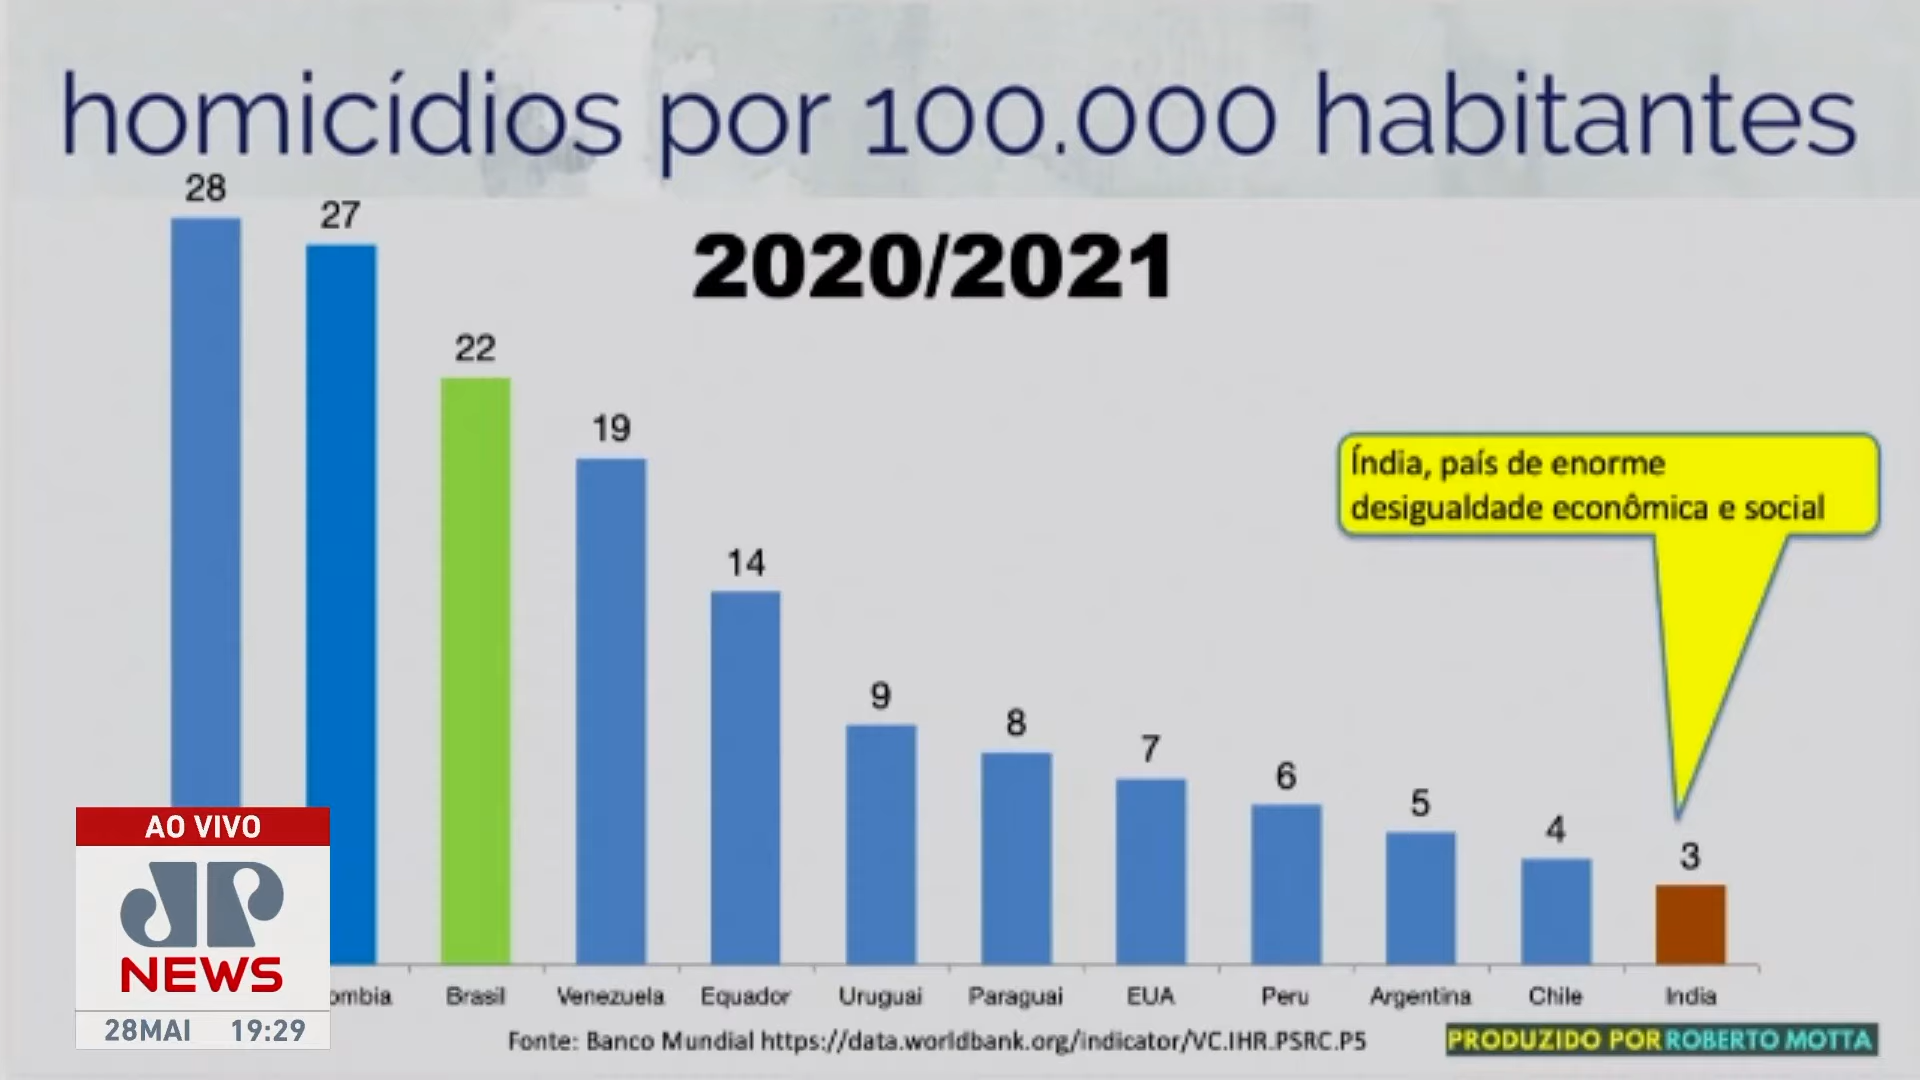 homicídios por 100.000 habitantes
2020/2021
28
27
22
19
14
9
8
7
6
5
4
3
Índia, país de enorme
desigualdade econômica e social
ombia Brasil Venezuela Equador Uruguai Paraguai EUA Peru Argentina Chile India
Fonte: Banco Mundial https://data.worldbank.org/indicator/VC.IHR.PSRC.P5
PRODUZIDO POR ROBERTO MOTTA
AO VIVO
JP
NEWS
28MAI 19:29